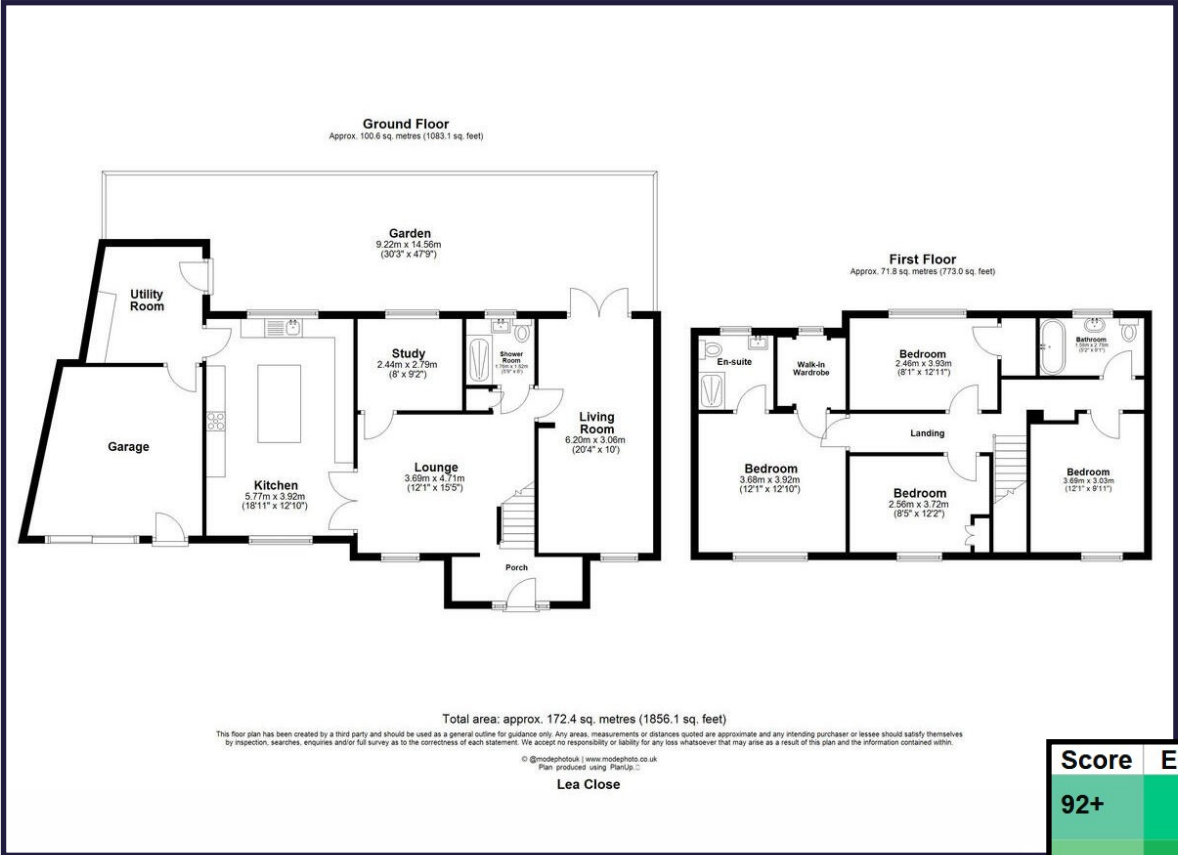 Ground Floor
Approx. 100.6 sq. metres (1083.1 sq. feet)
Garden
9.22m x 14.56m
(30'3" x 47'9")
Utility
Room
Study
2.44m x 2.79m
(8' x 9'2")
Shower
Room
Living
Room
6.20m x 3.06m
(20'4" x 10')
Garage
Lounge
3.69m x 4.71m
(12'1" x 15'5")
Kitchen
5.77m x 3.92m
(18'11" x 12'10")
Porch
First Floor
Approx. 71.8 sq. metres (773.0 sq. feet)
En-suite
Walk-in
Wardrobe
Bedroom
2.46m x 3.93m
(8'1" x 12'11")
Bathroom
Landing
Bedroom
3.68m x 3.92m
(12'1" x 12'10")
Bedroom
2.56m x 3.72m
(8'5" x 12'2")
Bedroom
3.69m x 3.03m
(12'1" x 9'11")
Total area: approx. 172.4 sq. metres (1856.1 sq. feet)
This floor plan has been created by a third party and should be used as a general outline for guidance only. Any areas, measurements or distances quoted are approximate and any intending purchaser or lessee should satisfy themselves
by inspection, searches, enquiries and/or full survey as to the correctness of each statement. We accept no responsibility or liability for any loss whatsoever that may arise as a result of this plan and the information contained within.
© @modephotouk | www.modephoto.co.uk
Plan produced using PlanUp.
Lea Close
Score E
92+